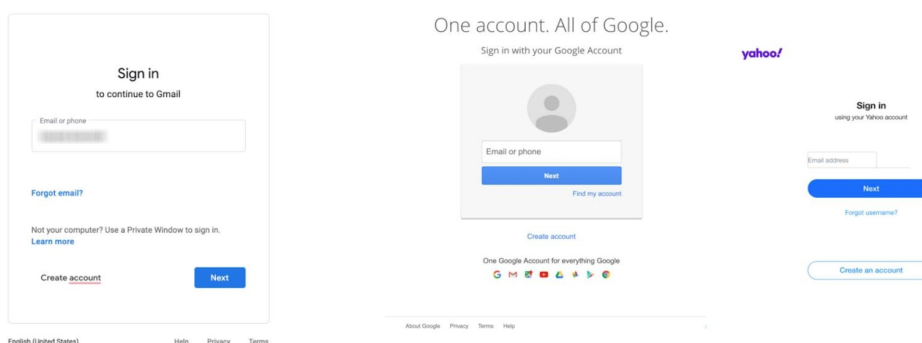 Sign in
to continue to Gmail
Email or phone
Forgot email?
Not your computer? Use a Private Window to sign in.
Learn more
Create account
Next
English (United States)
Help
Privacy
Terms
One account. All of Google.
Sign in with your Google Account
Email or phone
Next
Find my account
Create account
One Google Account for everything Google
About Google
Privacy
Terms
Help
yahoo!
Sign in
using your Yahoo account
Email address
Next
Forgot username?
Create an account